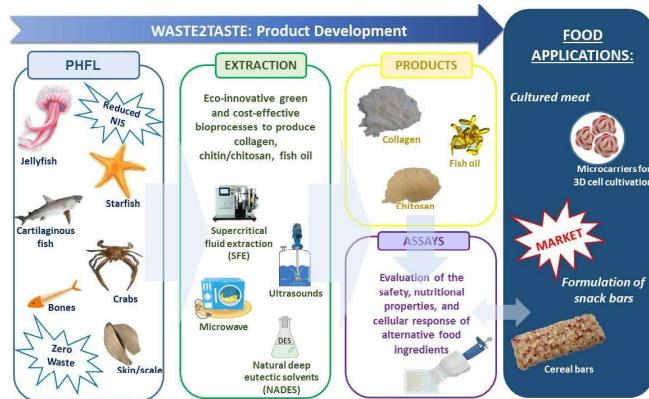 WASTE2TASTE: Product Development
PHFL
Reduced
NIS
Jellyfish
Starfish
Cartilaginous
fish
Crabs
Bones
Zero
Waste
Skin/scale
EXTRACTION
Eco-innovative green
and cost-effective
bioprocesses to produce
collagen,
chitin/chitosan, fish oil
Supercritical
fluid extraction
(SFE)
Ultrasounds
Microwave
DES
Natural deep
eutectic solvents
(NADES)
PRODUCTS
Collagen
Fish oil
Chitosan
ASSAYS
Evaluation of the
safety, nutritional
properties, and
cellular response of
alternative food
ingredients
FOOD
APPLICATIONS:
Cultured meat
Microcarriers for
3D cell cultivation
MARKET
Formulation of
snack bars
Cereal bars